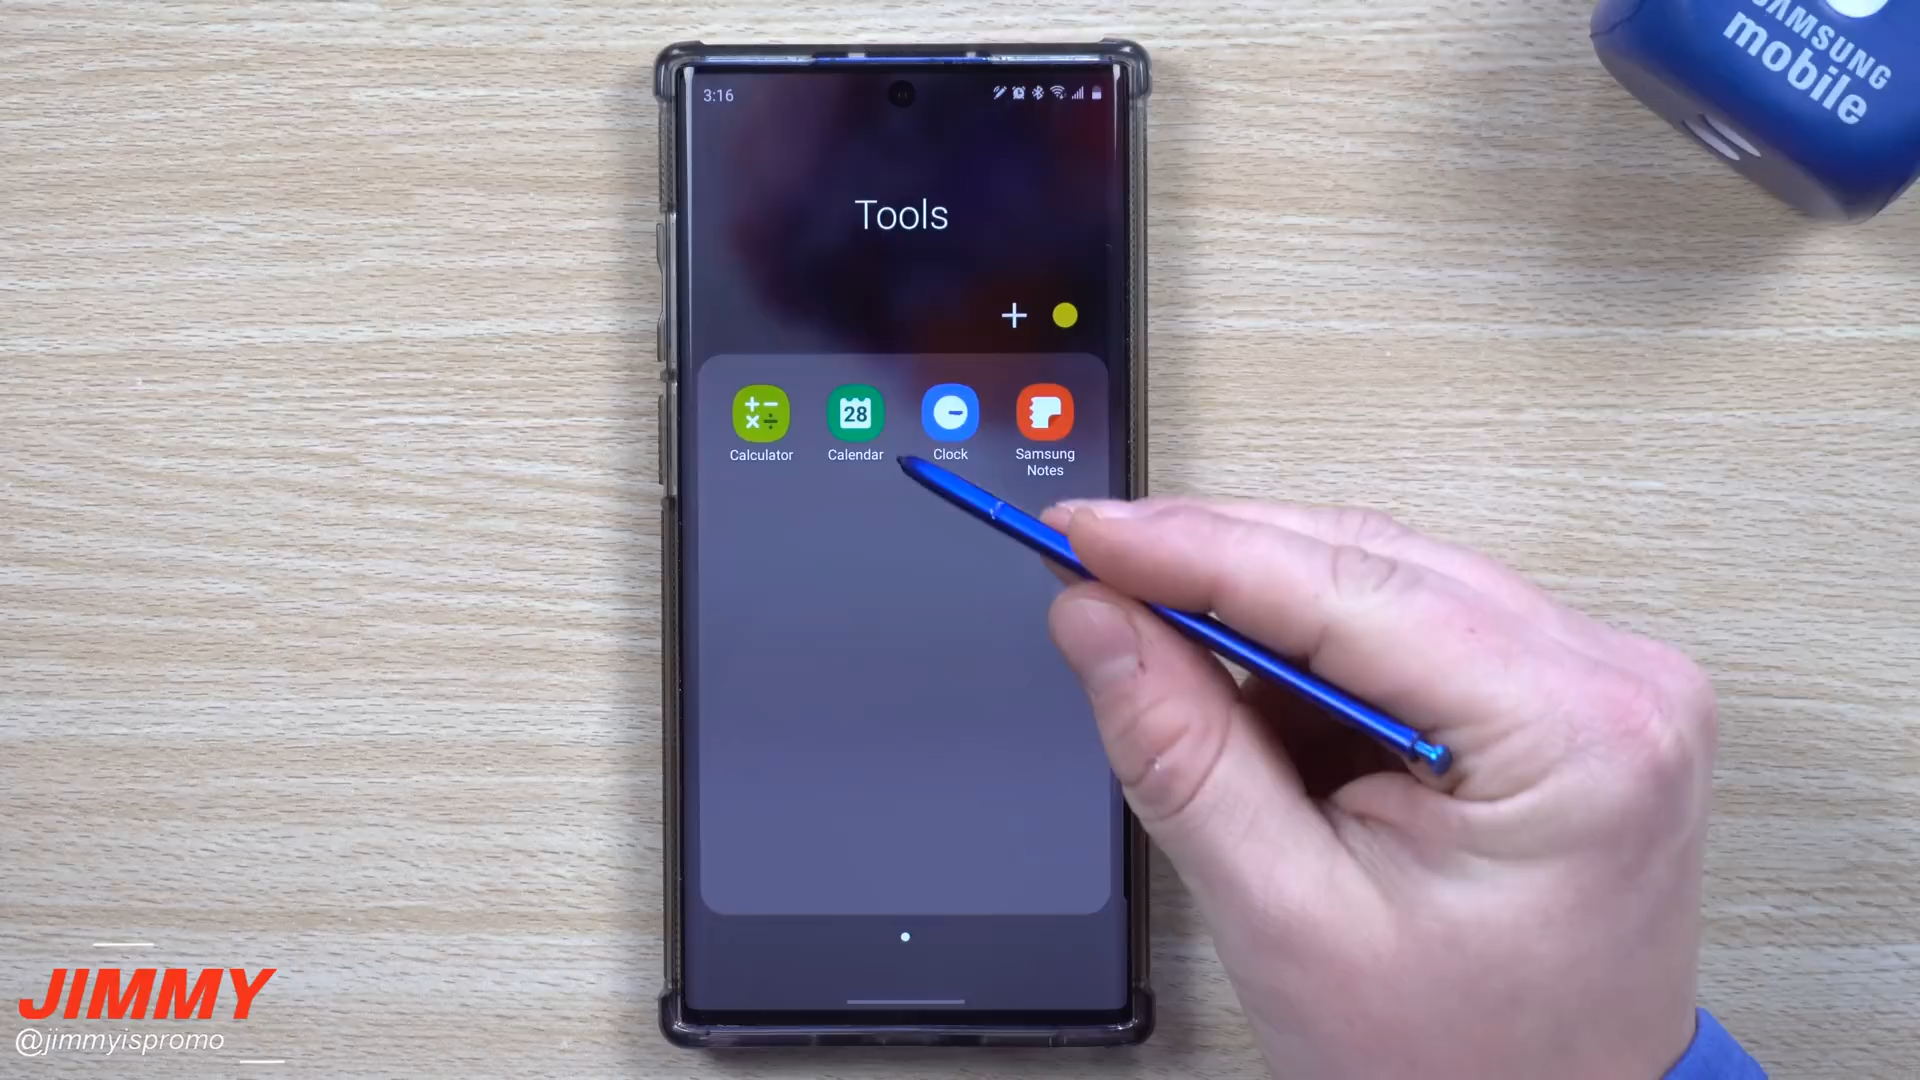 SAMSUNG
mobile
3:16
Tools
28
Calculator
Calendar
Clock
Samsung
Notes
JIMMY
@jimmyispromo